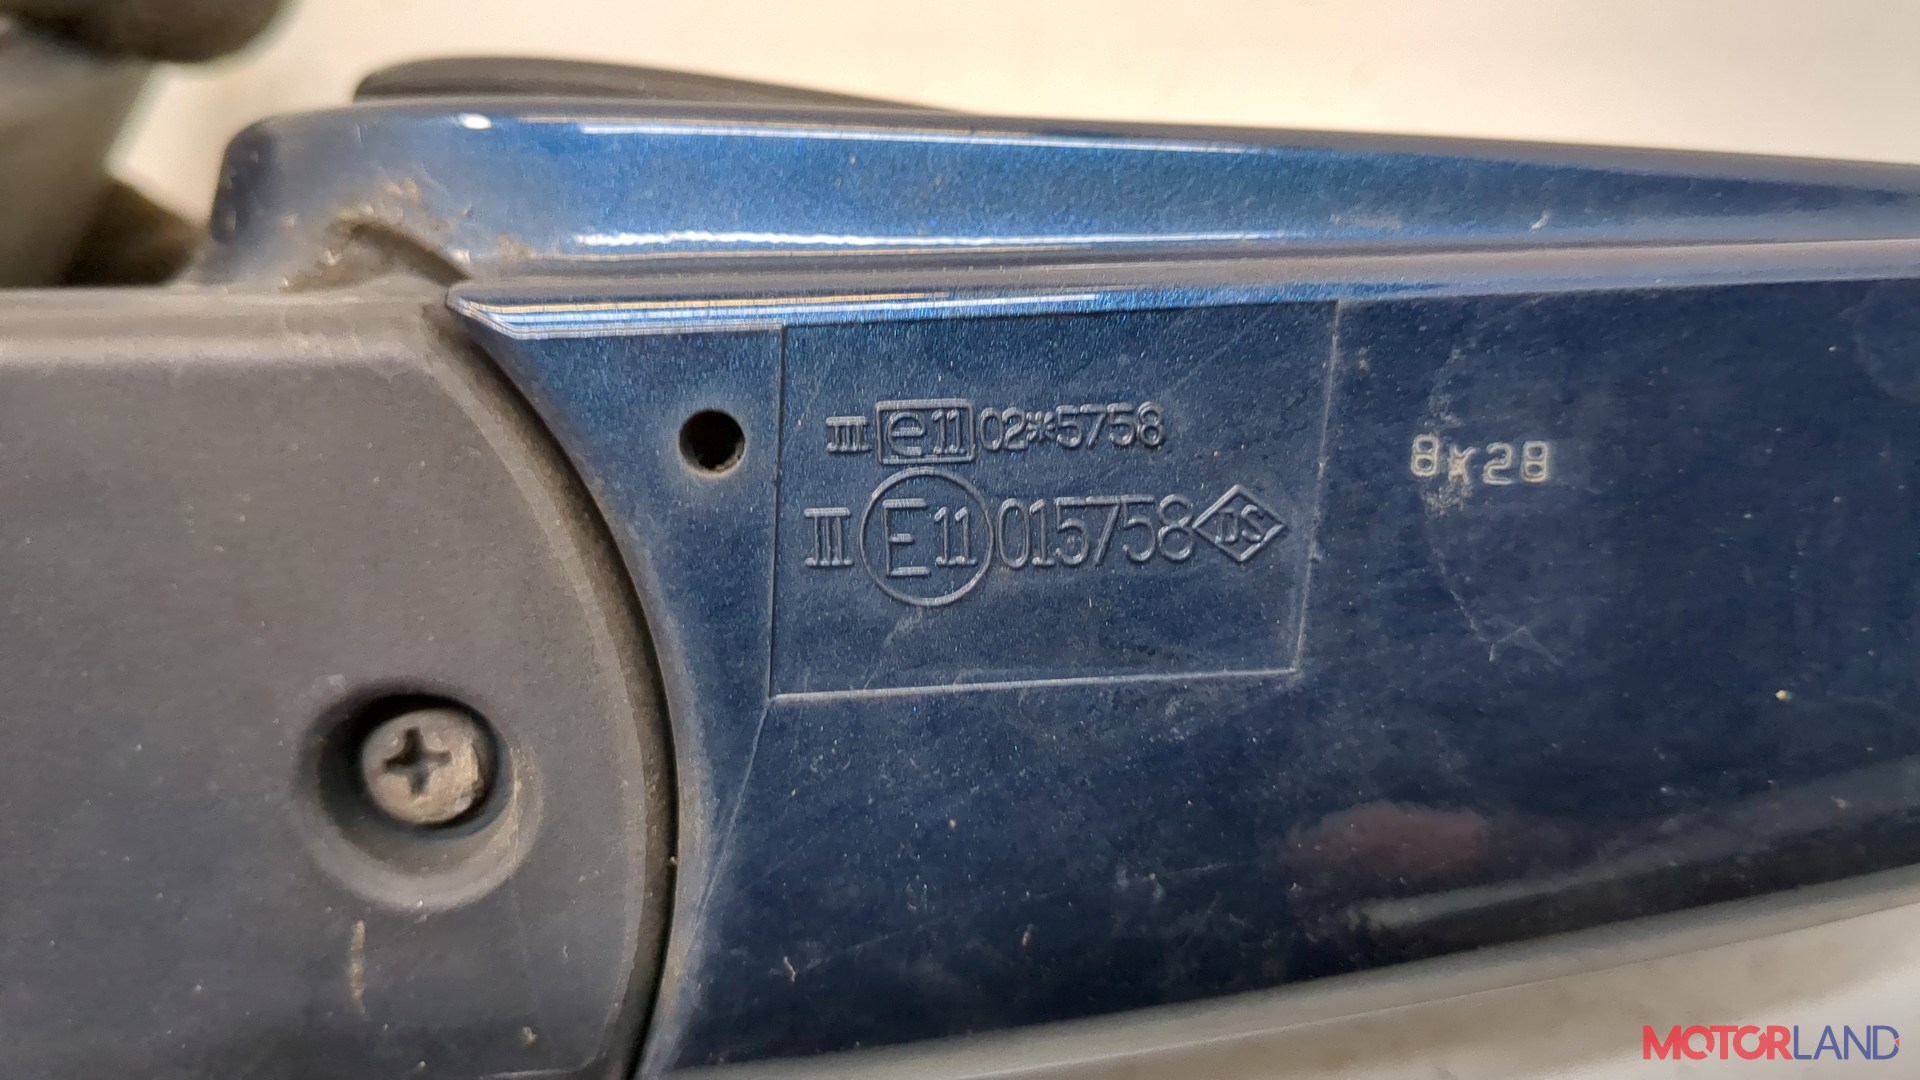 III e11 02*5758
III E11 015758 DS
8x28
MOTORLAND